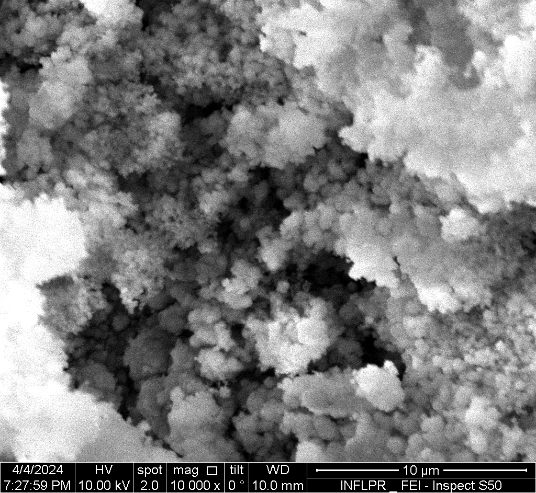 4/4/2024 HV spot mag □ tilt WD 10 µm
7:27:59 PM 10.00 kV 2.0 10 000 x 0 ° 10.0 mm INFLPR_ FEI - Inspect S50